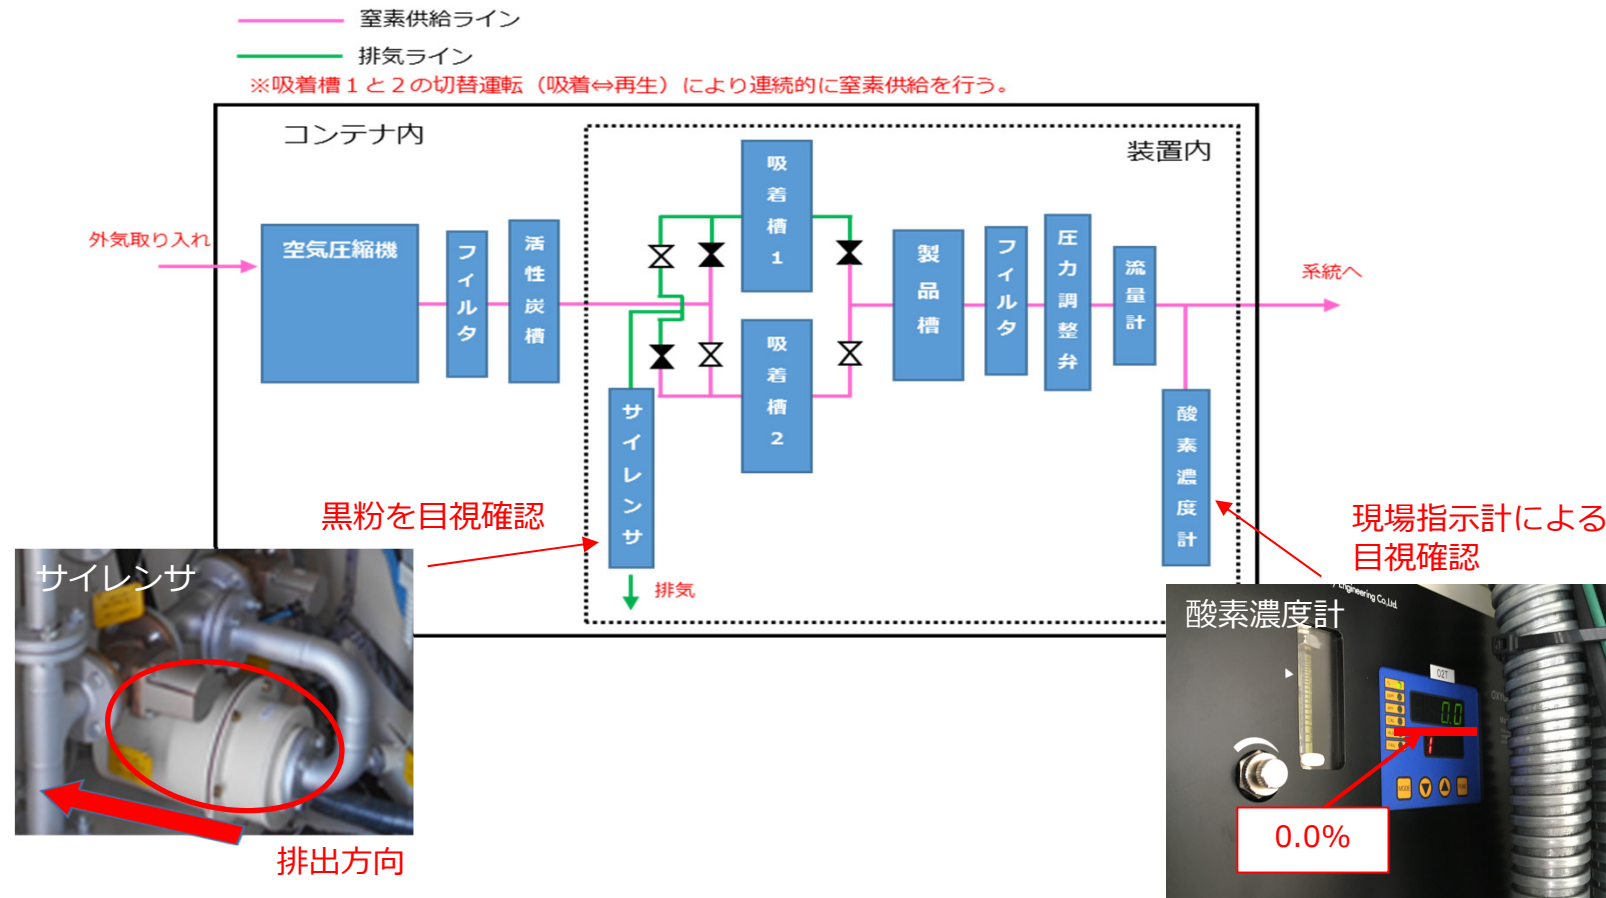 窒素供給ライン
排気ライン
※吸着槽１と２の切替運転（吸着⇔再生）により連続的に窒素供給を行う。
コンテナ内
装置内
外気取り入れ
空気圧縮機
フィルタ
活性炭槽
吸着槽1
吸着槽2
製品槽
フィルタ
圧力調整弁
流量計
系統へ
サイレンサ
酸素濃度計
排気
黒粉を目視確認
現場指示計による
目視確認
サイレンサ
排出方向
酸素濃度計
Engineering Co.,Ltd.
O2T
0.0
MODE
0.0%